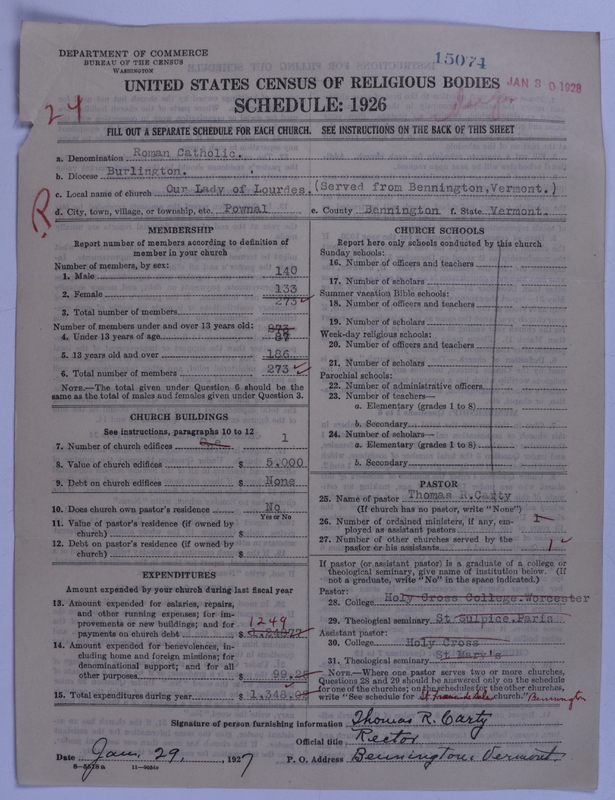 DEPARTMENT OF COMMERCE
BUREAU OF THE CENSUS
WASHINGTON
15074
UNITED STATES CENSUS OF RELIGIOUS BODIES
JAN 30 1928
SCHEDULE: 1926
24
FILL OUT A SEPARATE SCHEDULE FOR EACH CHURCH. SEE INSTRUCTIONS ON THE BACK OF THIS SHEET
a. Denomination Roman Catholic.
b. Diocese Burlington.
c. Local name of church Our Lady of Lourdes. (Served from Bennington, Vermont.)
R
d. City, town, village, or township, etc. Pownal e. County Bennington f. State Vermont.
MEMBERSHIP
Report number of members according to definition of member in your church
Number of members, by sex:
1. Male 140
2. Female 133
3. Total number of members 273
Number of members under and over 13 years old: 273
4. Under 13 years of age 87
5. 13 years old and over 186
6. Total number of members 273
NOTE.—The total given under Question 6 should be the same as the total of males and females given under Question 3.
CHURCH BUILDINGS
See instructions, paragraphs 10 to 12
7. Number of church edifices 1
8. Value of church edifices $ 5,000
9. Debt on church edifices $ None
10. Does church own pastor's residence No
Yes or No
11. Value of pastor's residence (if owned by church) $
12. Debt on pastor's residence (if owned by church) $
EXPENDITURES
Amount expended by your church during last fiscal year
13. Amount expended for salaries, repairs, and other running expenses; for improvements or new buildings; and for payments on church debt $ 1249
14. Amount expended for benevolences, including home and foreign missions; for denominational support; and for all other purposes $ 99.
15. Total expenditures during year $ 1,348.
CHURCH SCHOOLS
Report here only schools conducted by this church
Sunday schools:
16. Number of officers and teachers
17. Number of scholars
Summer vacation Bible schools:
18. Number of officers and teachers
19. Number of scholars
Week-day religious schools:
20. Number of officers and teachers
21. Number of scholars
Parochial schools:
22. Number of administrative officers
23. Number of teachers—
a. Elementary (grades 1 to 8)
b. Secondary
24. Number of scholars—
a. Elementary (grades 1 to 8)
b. Secondary
PASTOR
25. Name of pastor Thomas R. Carty
(If church has no pastor, write "None")
26. Number of ordained ministers, if any, employed as assistant pastors 1
27. Number of other churches served by the pastor or his assistants 1
If pastor (or assistant pastor) is a graduate of a college or theological seminary, give name of institution below. (If not a graduate, write "No" in the space indicated.)
Pastor:
28. College Holy Cross College. Worcester
29. Theological seminary St Sulpice. Paris
Assistant pastor:
30. College Holy Cross
31. Theological seminary St Mary's
NOTE.—Where one pastor serves two or more churches, Questions 28 and 29 should be answered only on the schedule for one of the churches; on the schedules for the other churches, write "See schedule for St Francis de Sales church." Bennington
Signature of person furnishing information Thomas R. Carty
Official title Rector
Date Jan. 29, 1927 P. O. Address Bennington, Vermont.
8-5518a 11-9034a